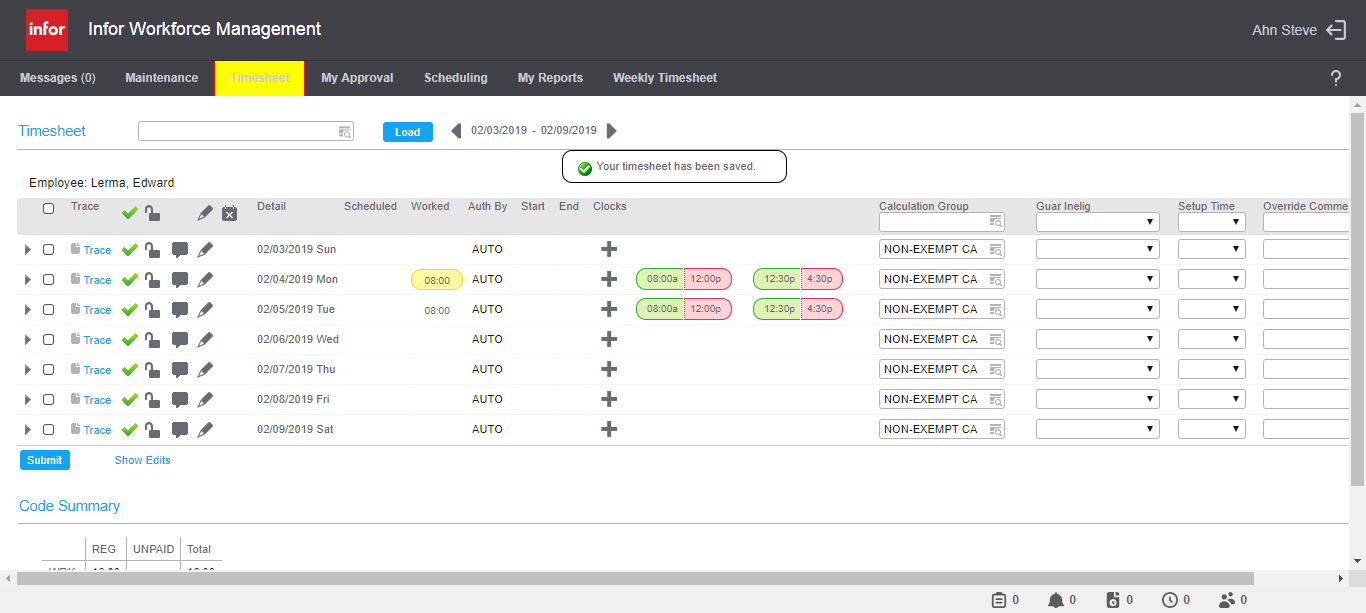 infor Infor Workforce Management Ahn Steve
Messages (0) Maintenance Timesheet My Approval Scheduling My Reports Weekly Timesheet ?
Timesheet Load 02/03/2019 - 02/09/2019
Your timesheet has been saved.
Employee: Lerma, Edward
Trace Detail Scheduled Worked Auth By Start End Clocks Calculation Group Guar Inelig Setup Time Override Comme
Trace 02/03/2019 Sun AUTO NON-EXEMPT CA
Trace 02/04/2019 Mon 08:00 AUTO 08:00a 12:00p 12:30p 4:30p NON-EXEMPT CA
Trace 02/05/2019 Tue 08:00 AUTO 08:00a 12:00p 12:30p 4:30p NON-EXEMPT CA
Trace 02/06/2019 Wed AUTO NON-EXEMPT CA
Trace 02/07/2019 Thu AUTO NON-EXEMPT CA
Trace 02/08/2019 Fri AUTO NON-EXEMPT CA
Trace 02/09/2019 Sat AUTO NON-EXEMPT CA
Submit Show Edits
Code Summary
REG UNPAID Total
0 0 0 0 0